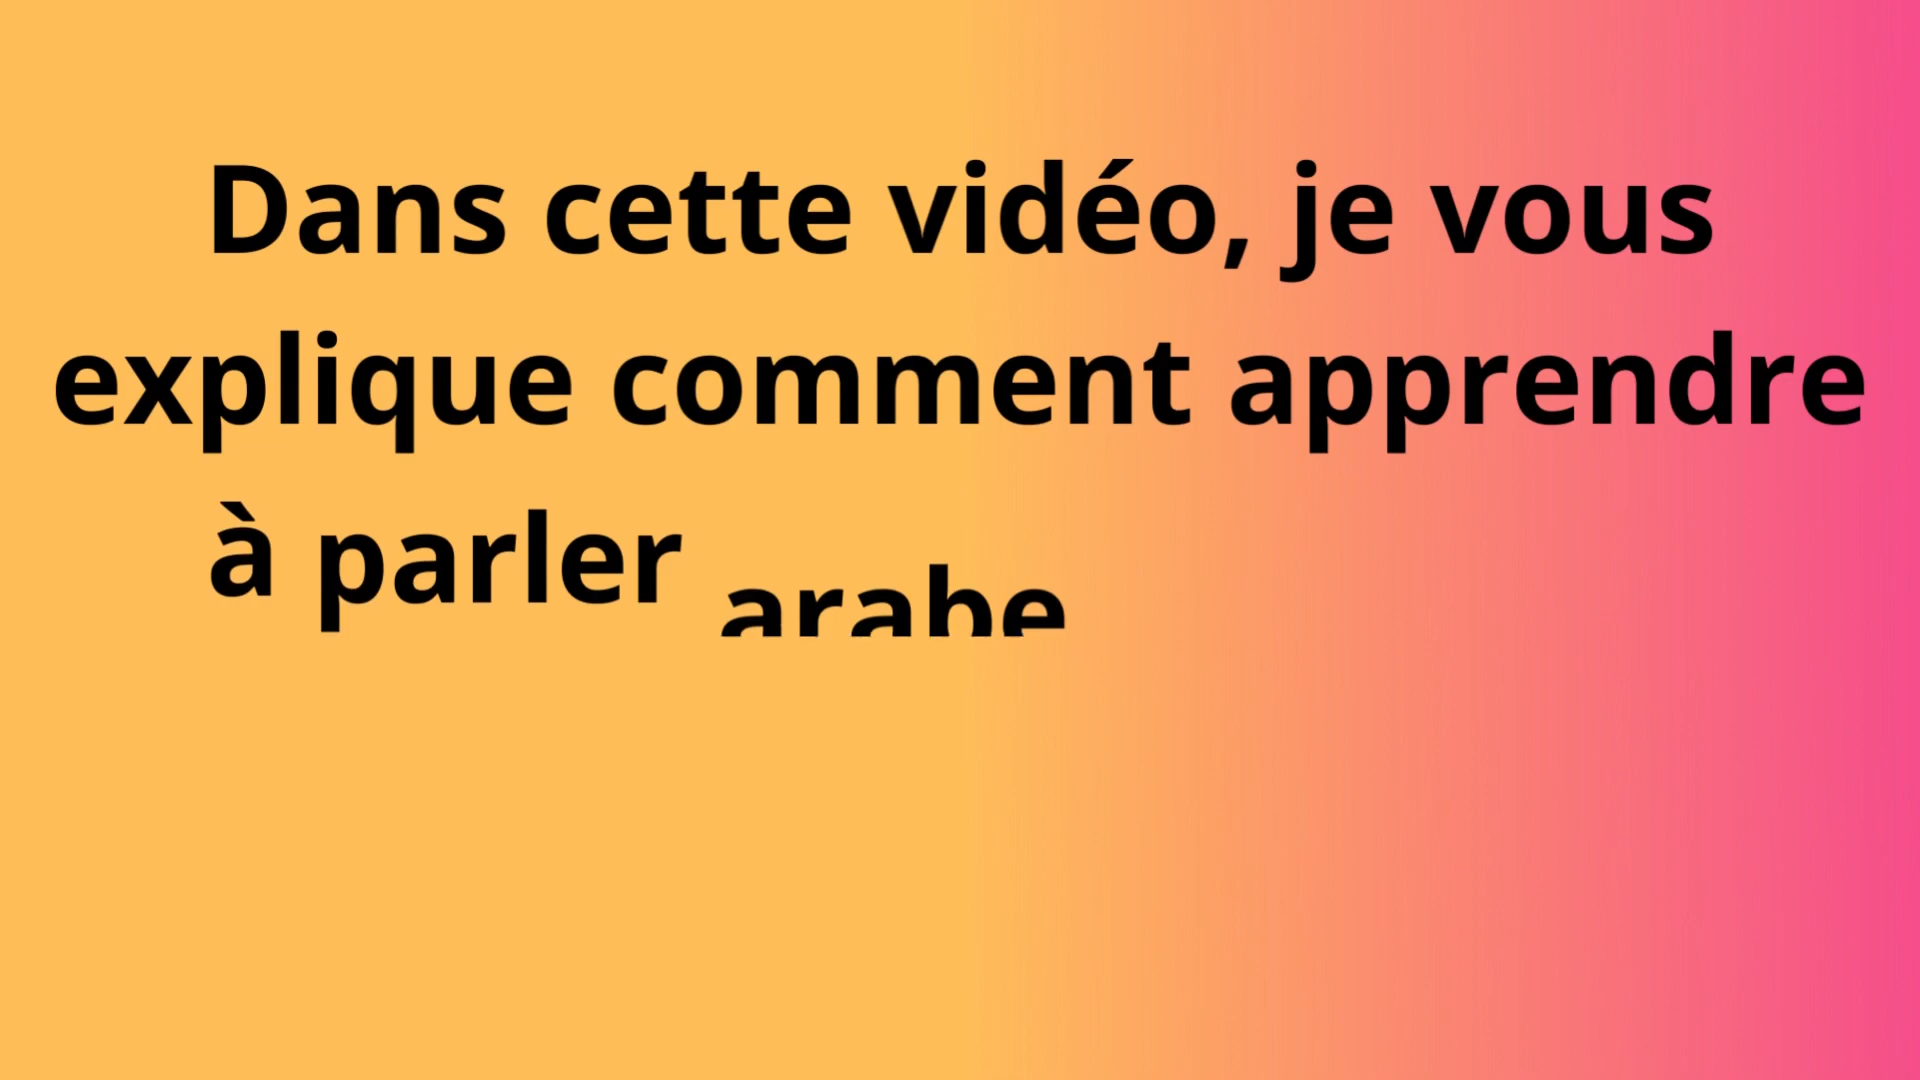 Dans cette vidéo, je vous
explique comment apprendre
à parler arabe